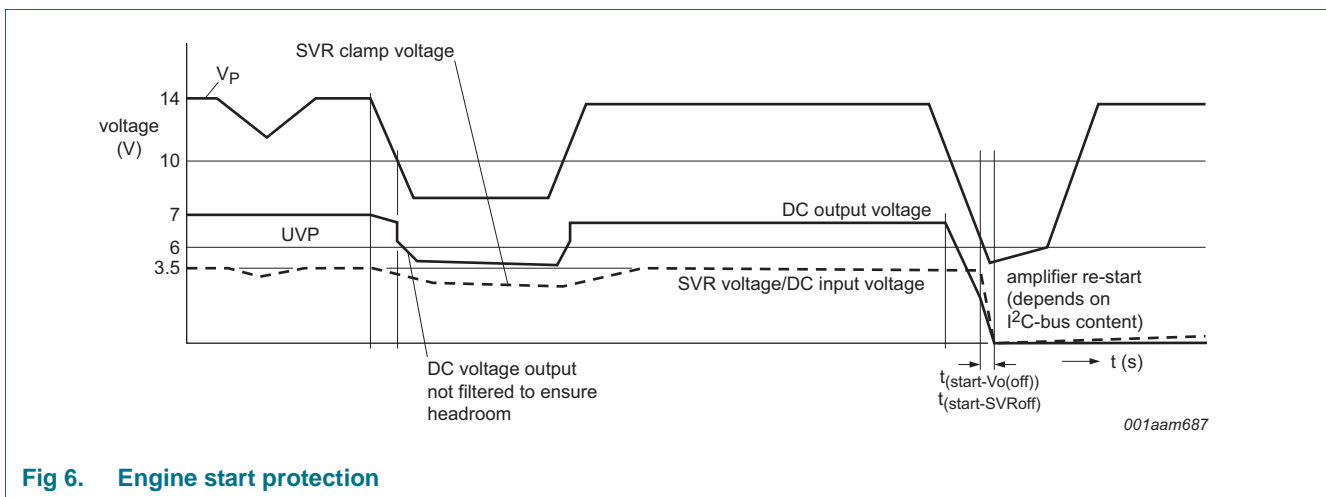 SVR clamp voltage
VP
14
voltage
(V)
10
7
DC output voltage
UVP
6
3.5
SVR voltage/DC input voltage
amplifier re-start
(depends on
I2C-bus content)
DC voltage output
not filtered to ensure
headroom
t (s)
t(start-Vo(off))
t(start-SVRoff)
001aam687
Fig 6. Engine start protection